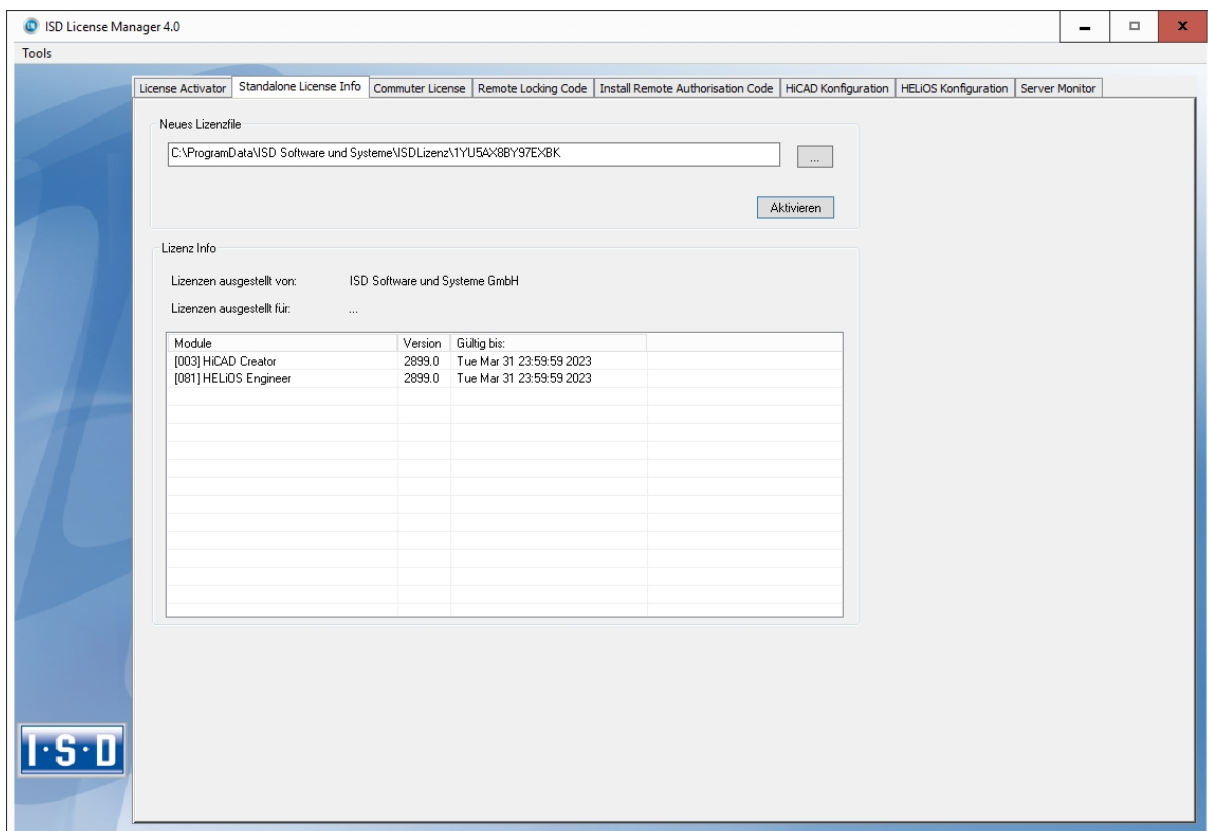 ISD License Manager 4.0
Tools
License Activator Standalone License Info Commuter License Remote Locking Code Install Remote Authorisation Code HiCAD Konfiguration HELiOS Konfiguration Server Monitor
Neues Lizenzfile
C:\ProgramData\ISD Software und Systeme\ISDLizenz\1YU5AX8BY97EXBK
...
Aktivieren
Lizenz Info
Lizenzen ausgestellt von: ISD Software und Systeme GmbH
Lizenzen ausgestellt für: ...
Module Version Gültig bis:
[003] HiCAD Creator 2899.0 Tue Mar 31 23:59:59 2023
[081] HELiOS Engineer 2899.0 Tue Mar 31 23:59:59 2023
I·S·D